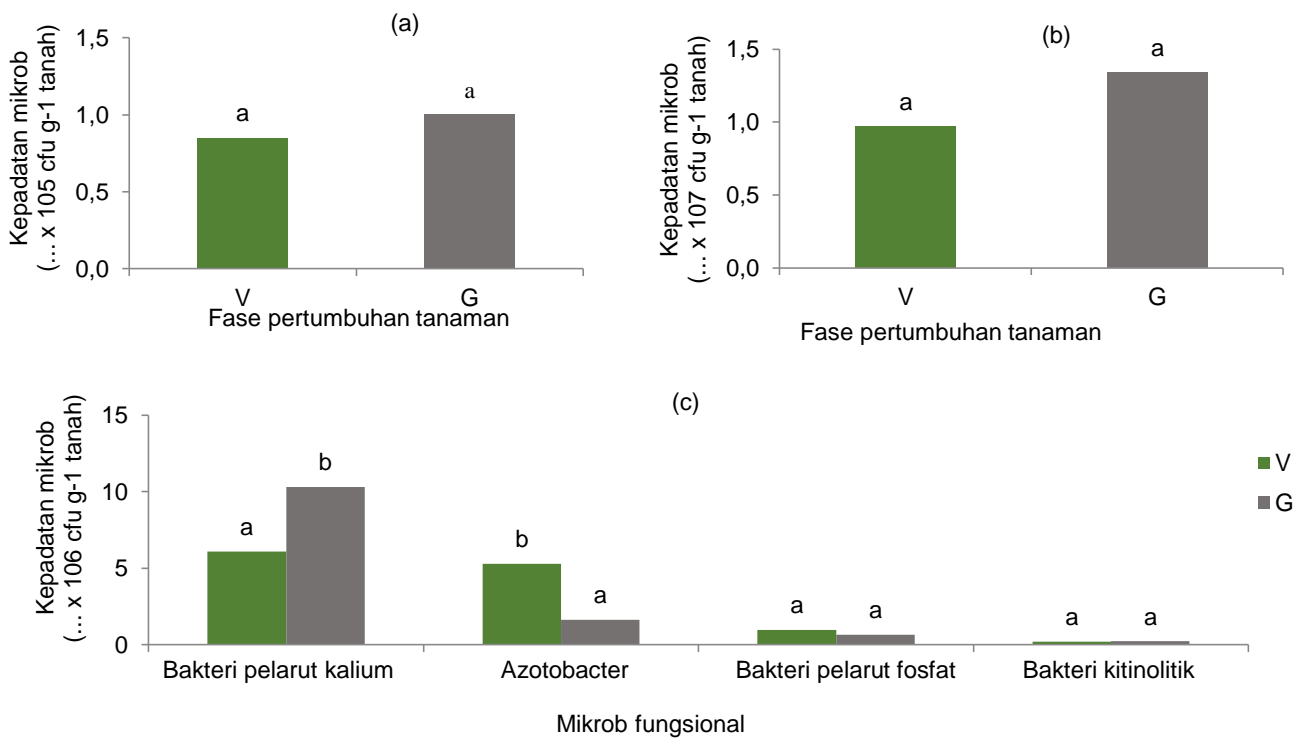 (a)
Kepadatan mikrob
(... x 105 cfu g-1 tanah)
1,5
1,0
0,5
0,0
a
a
V
G
Fase pertumbuhan tanaman
(b)
Kepadatan mikrob
(... x 107 cfu g-1 tanah)
1,5
1,0
0,5
0,0
a
a
V
G
Fase pertumbuhan tanaman
(c)
Kepadatan mikrob
(... x 106 cfu g-1 tanah)
15
10
5
0
a
b
b
a
a
a
a
a
Bakteri pelarut kalium
Azotobacter
Bakteri pelarut fosfat
Bakteri kitinolitik
Mikrob fungsional
V
G